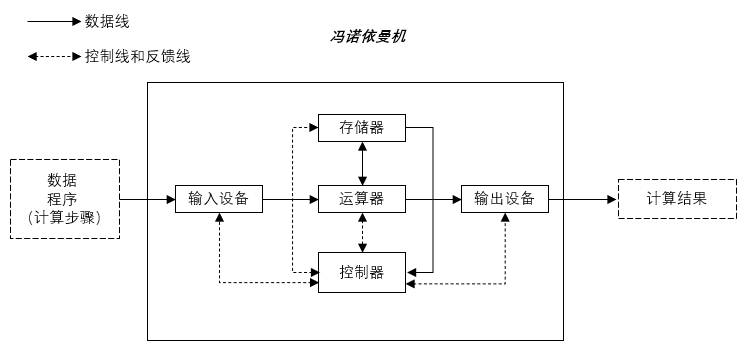 数据线
控制线和反馈线
冯诺依曼机
数据
程序
(计算步骤)
输入设备
存储器
运算器
控制器
输出设备
计算结果